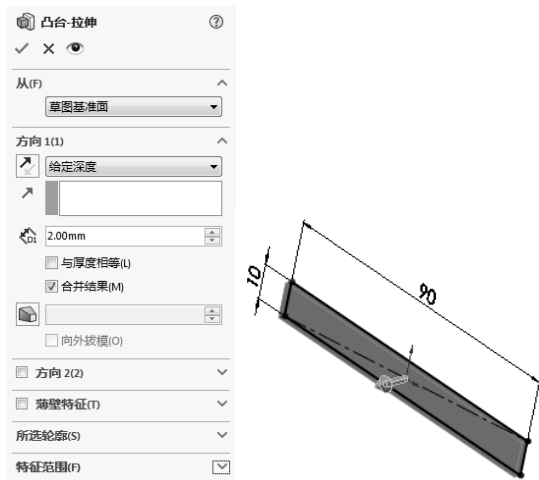 凸台-拉伸
从(F)
草图基准面
方向 1(1)
给定深度
D1
2.00mm
与厚度相等(L)
合并结果(M)
向外拔模(O)
方向 2(2)
薄壁特征(T)
所选轮廓(S)
特征范围(F)
10
90